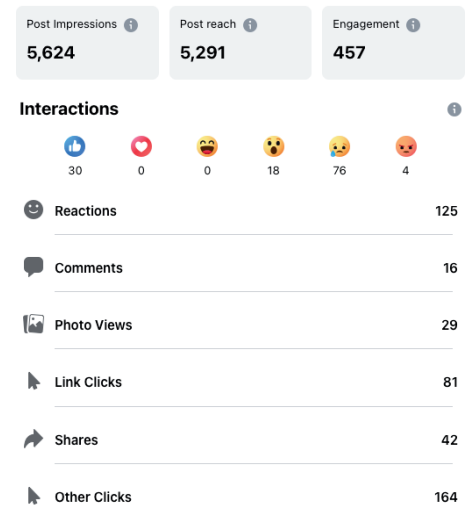 Post Impressions Post reach Engagement
5,624 5,291 457
Interactions
30 0 0 18 76 4
Reactions 125
Comments 16
Photo Views 29
Link Clicks 81
Shares 42
Other Clicks 164